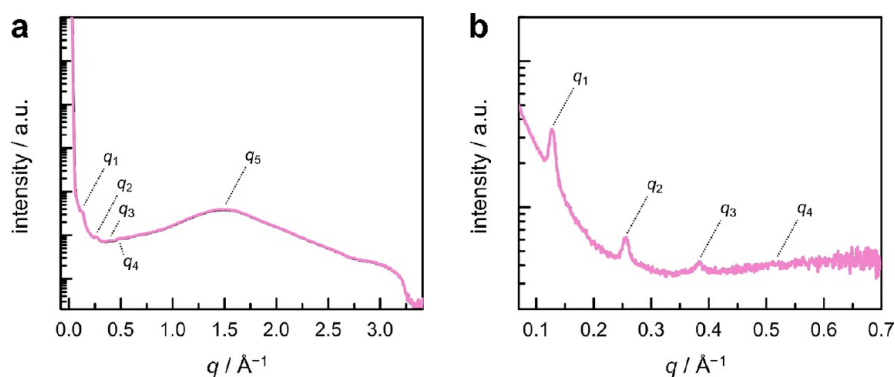 a
intensity / a.u.
q₁
q₂
q₃
q₄
q₅
0.0 0.5 1.0 1.5 2.0 2.5 3.0
q / Å⁻¹
b
intensity / a.u.
q₁
q₂
q₃
q₄
0.1 0.2 0.3 0.4 0.5 0.6 0.7
q / Å⁻¹